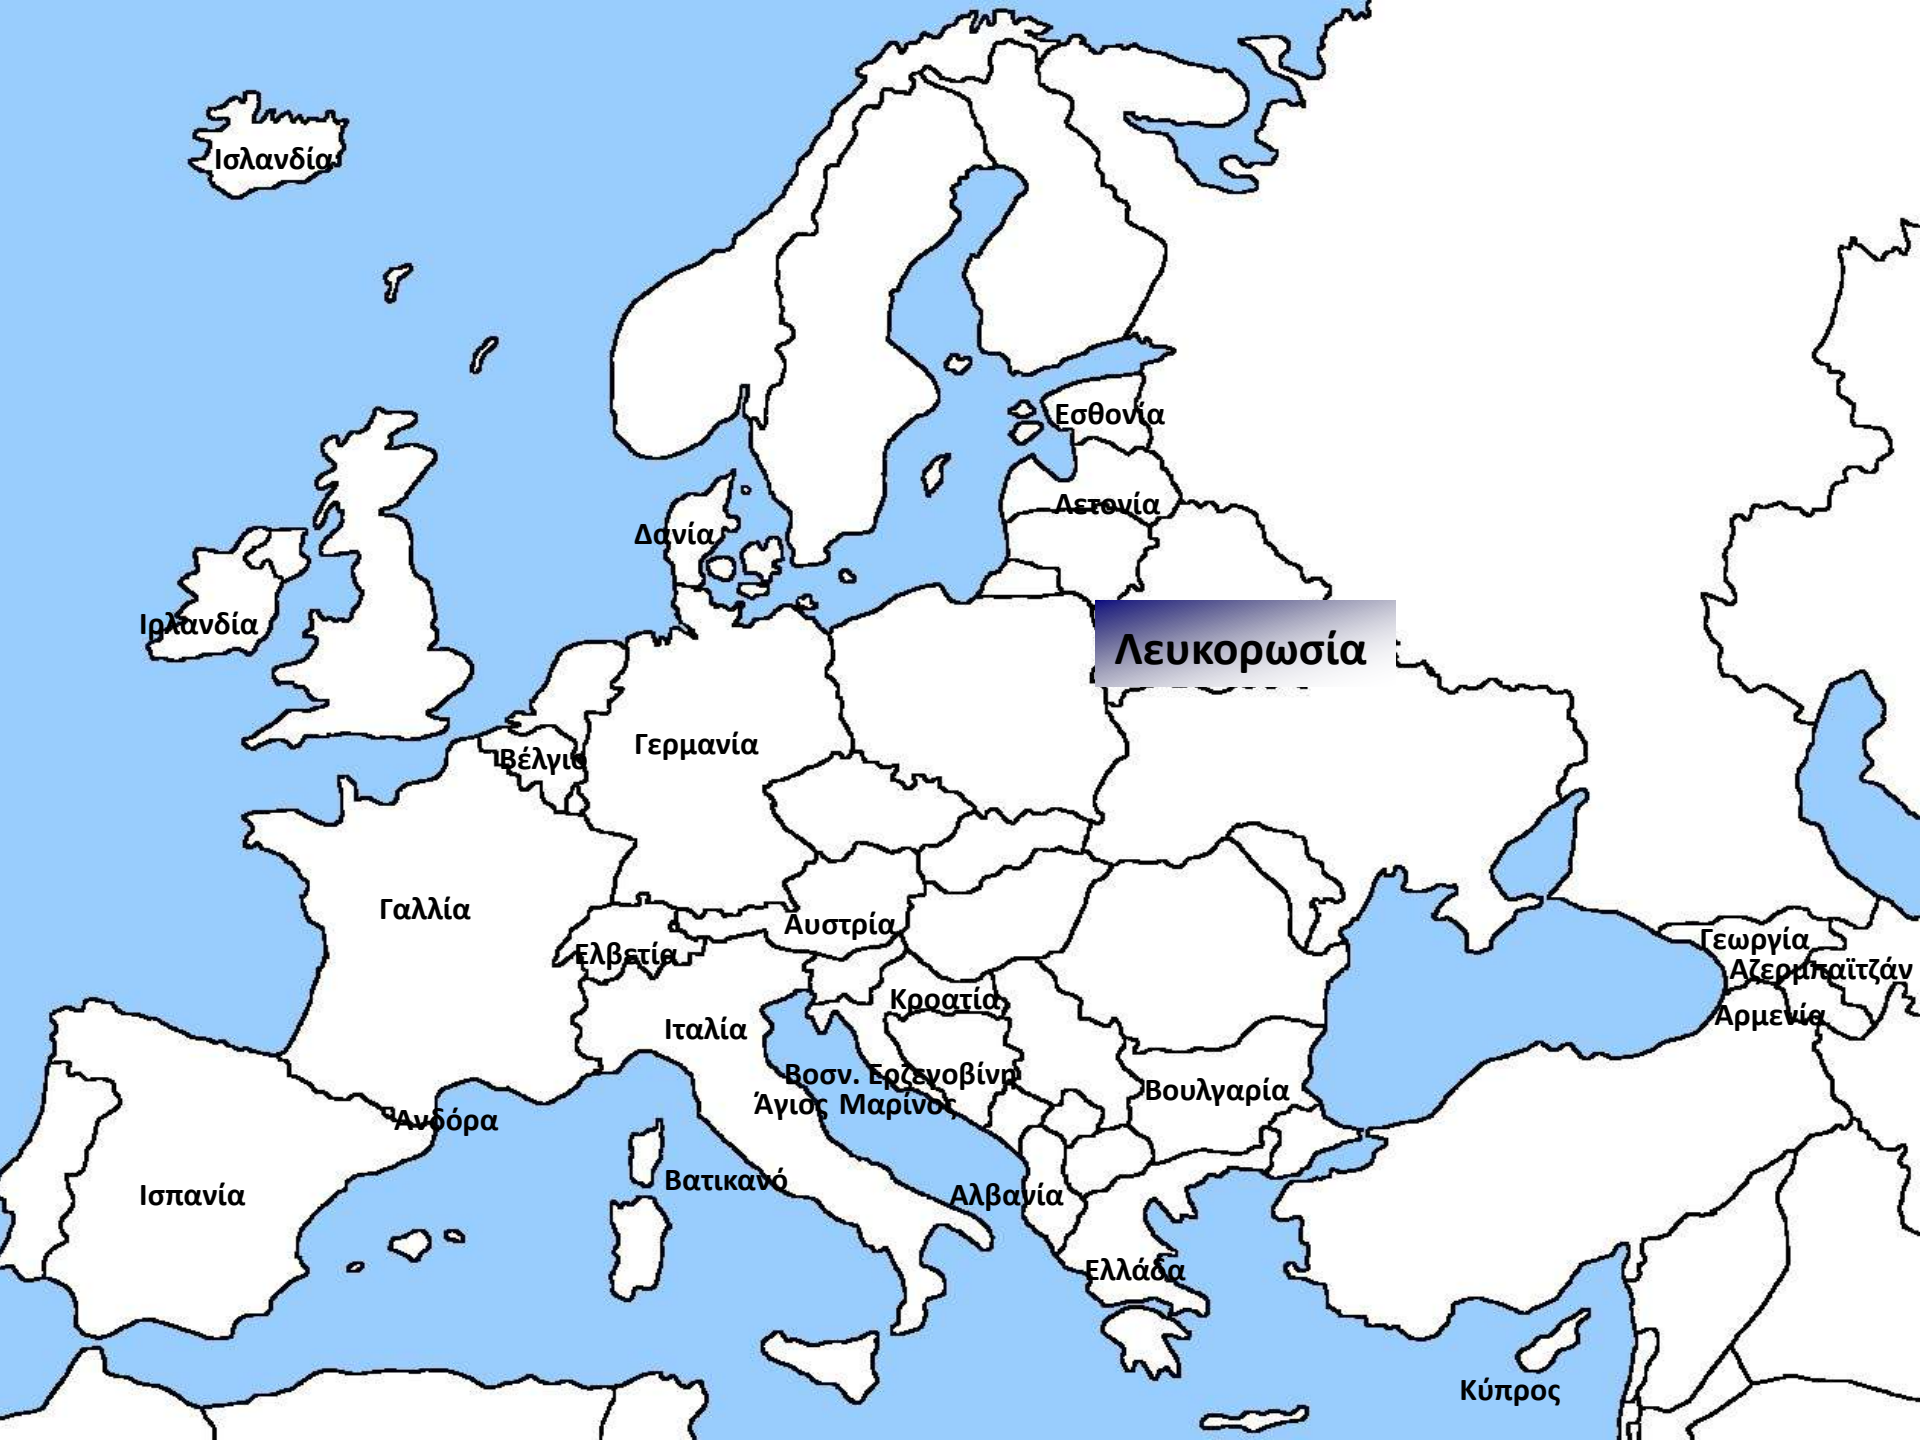 Ισλανδία
Εσθονία
Λετονία
Δανία
Ιρλανδία
Λευκορωσία
Γερμανία
Βέλγιο
Γαλλία
Αυστρία
Γεωργία
Ελβετία
Αζερμπαϊτζάν
Κροατία
Αρμενία
Ιταλία
Βοσν. Ερζεγοβίνη
Βουλγαρία
Άγιος Μαρίνος
Ανδόρα
Βατικανό
Ισπανία
Αλβανία
Ελλάδα
Κύπρος